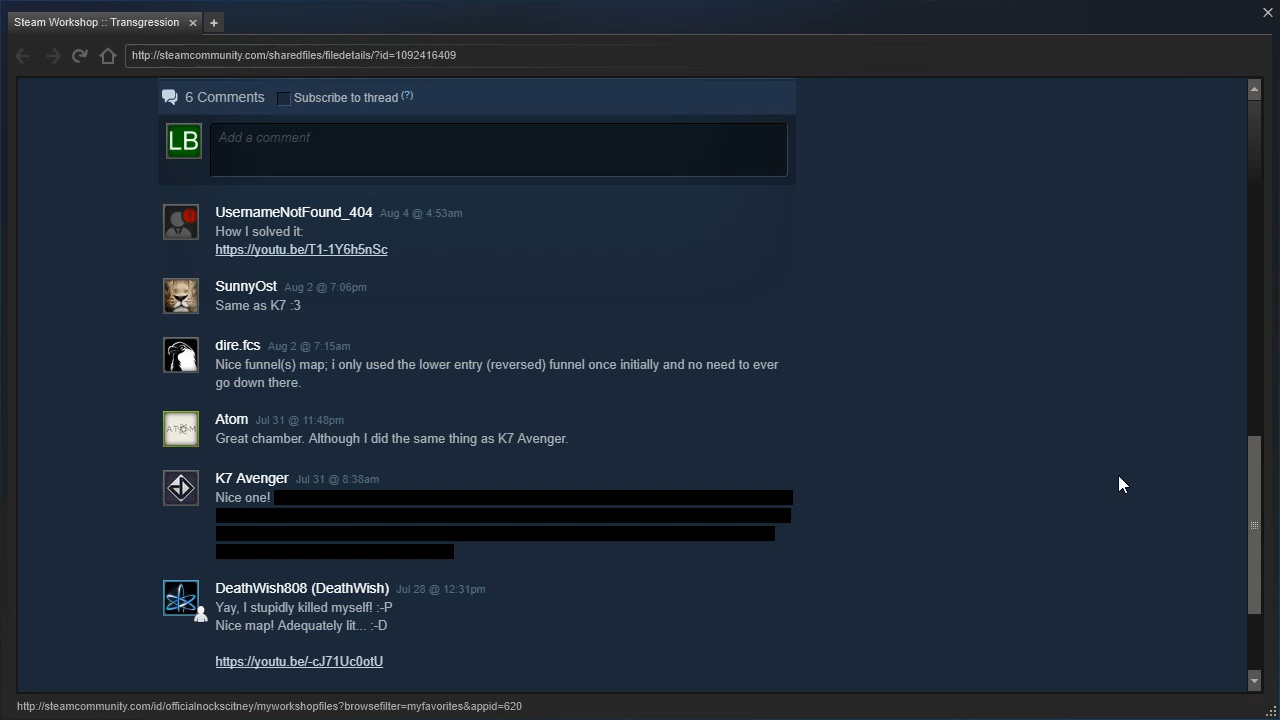 Steam Workshop :: Transgression
http://steamcommunity.com/sharedfiles/filedetails/?id=1092416409
6 Comments Subscribe to thread (?)
LB Add a comment
UsernameNotFound_404 Aug 4 @ 4:53am
How I solved it:
https://youtu.be/T1-1Y6h5nSc
SunnyOst Aug 2 @ 7:06pm
Same as K7 :3
dire.fcs Aug 2 @ 7:15am
Nice funnel(s) map; i only used the lower entry (reversed) funnel once initially and no need to ever
go down there.
ATOM
Atom Jul 31 @ 11:48pm
Great chamber. Although I did the same thing as K7 Avenger.
K7 Avenger Jul 31 @ 8:38am
Nice one!
DeathWish808 (DeathWish) Jul 28 @ 12:31pm
Yay, I stupidly killed myself! :-P
Nice map! Adequately lit... :-D
https://youtu.be/-cJ71Uc0otU
http://steamcommunity.com/id/officialnockscitney/myworkshopfiles?browsefilter=myfavorites&appid=620